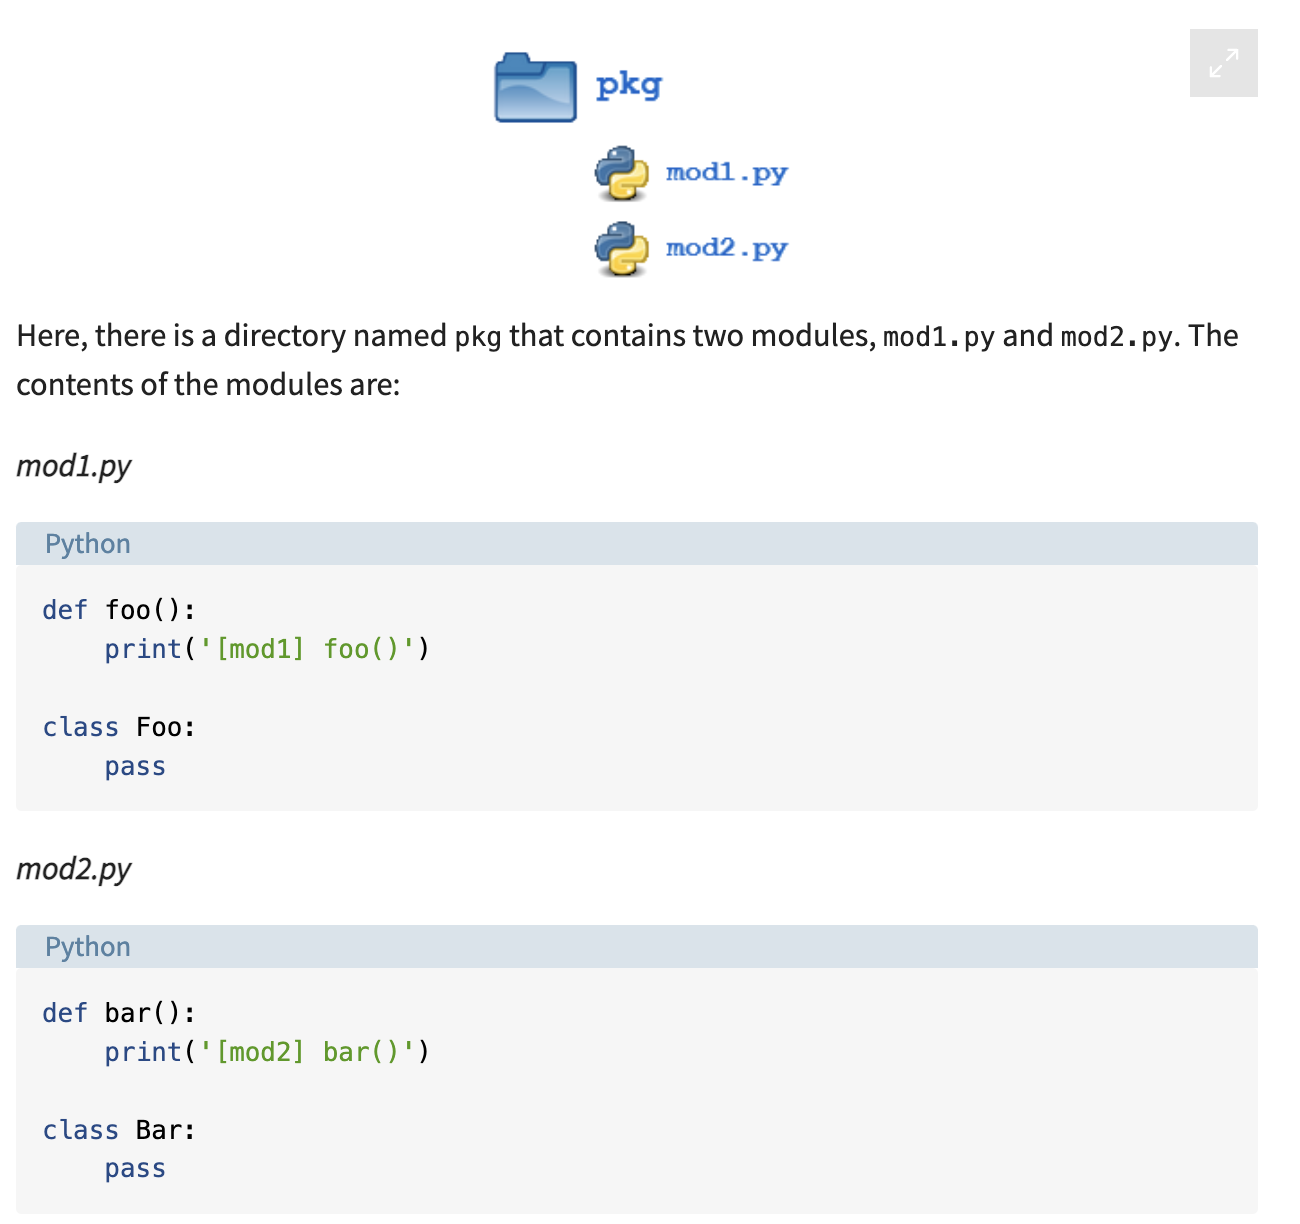 pkg
mod1.py
mod2.py
Here, there is a directory named pkg that contains two modules, mod1.py and mod2.py. The
contents of the modules are:
mod1.py
Python
def foo():
    print('[mod1] foo()')
class Foo:
    pass
mod2.py
Python
def bar():
    print('[mod2] bar()')
class Bar:
    pass